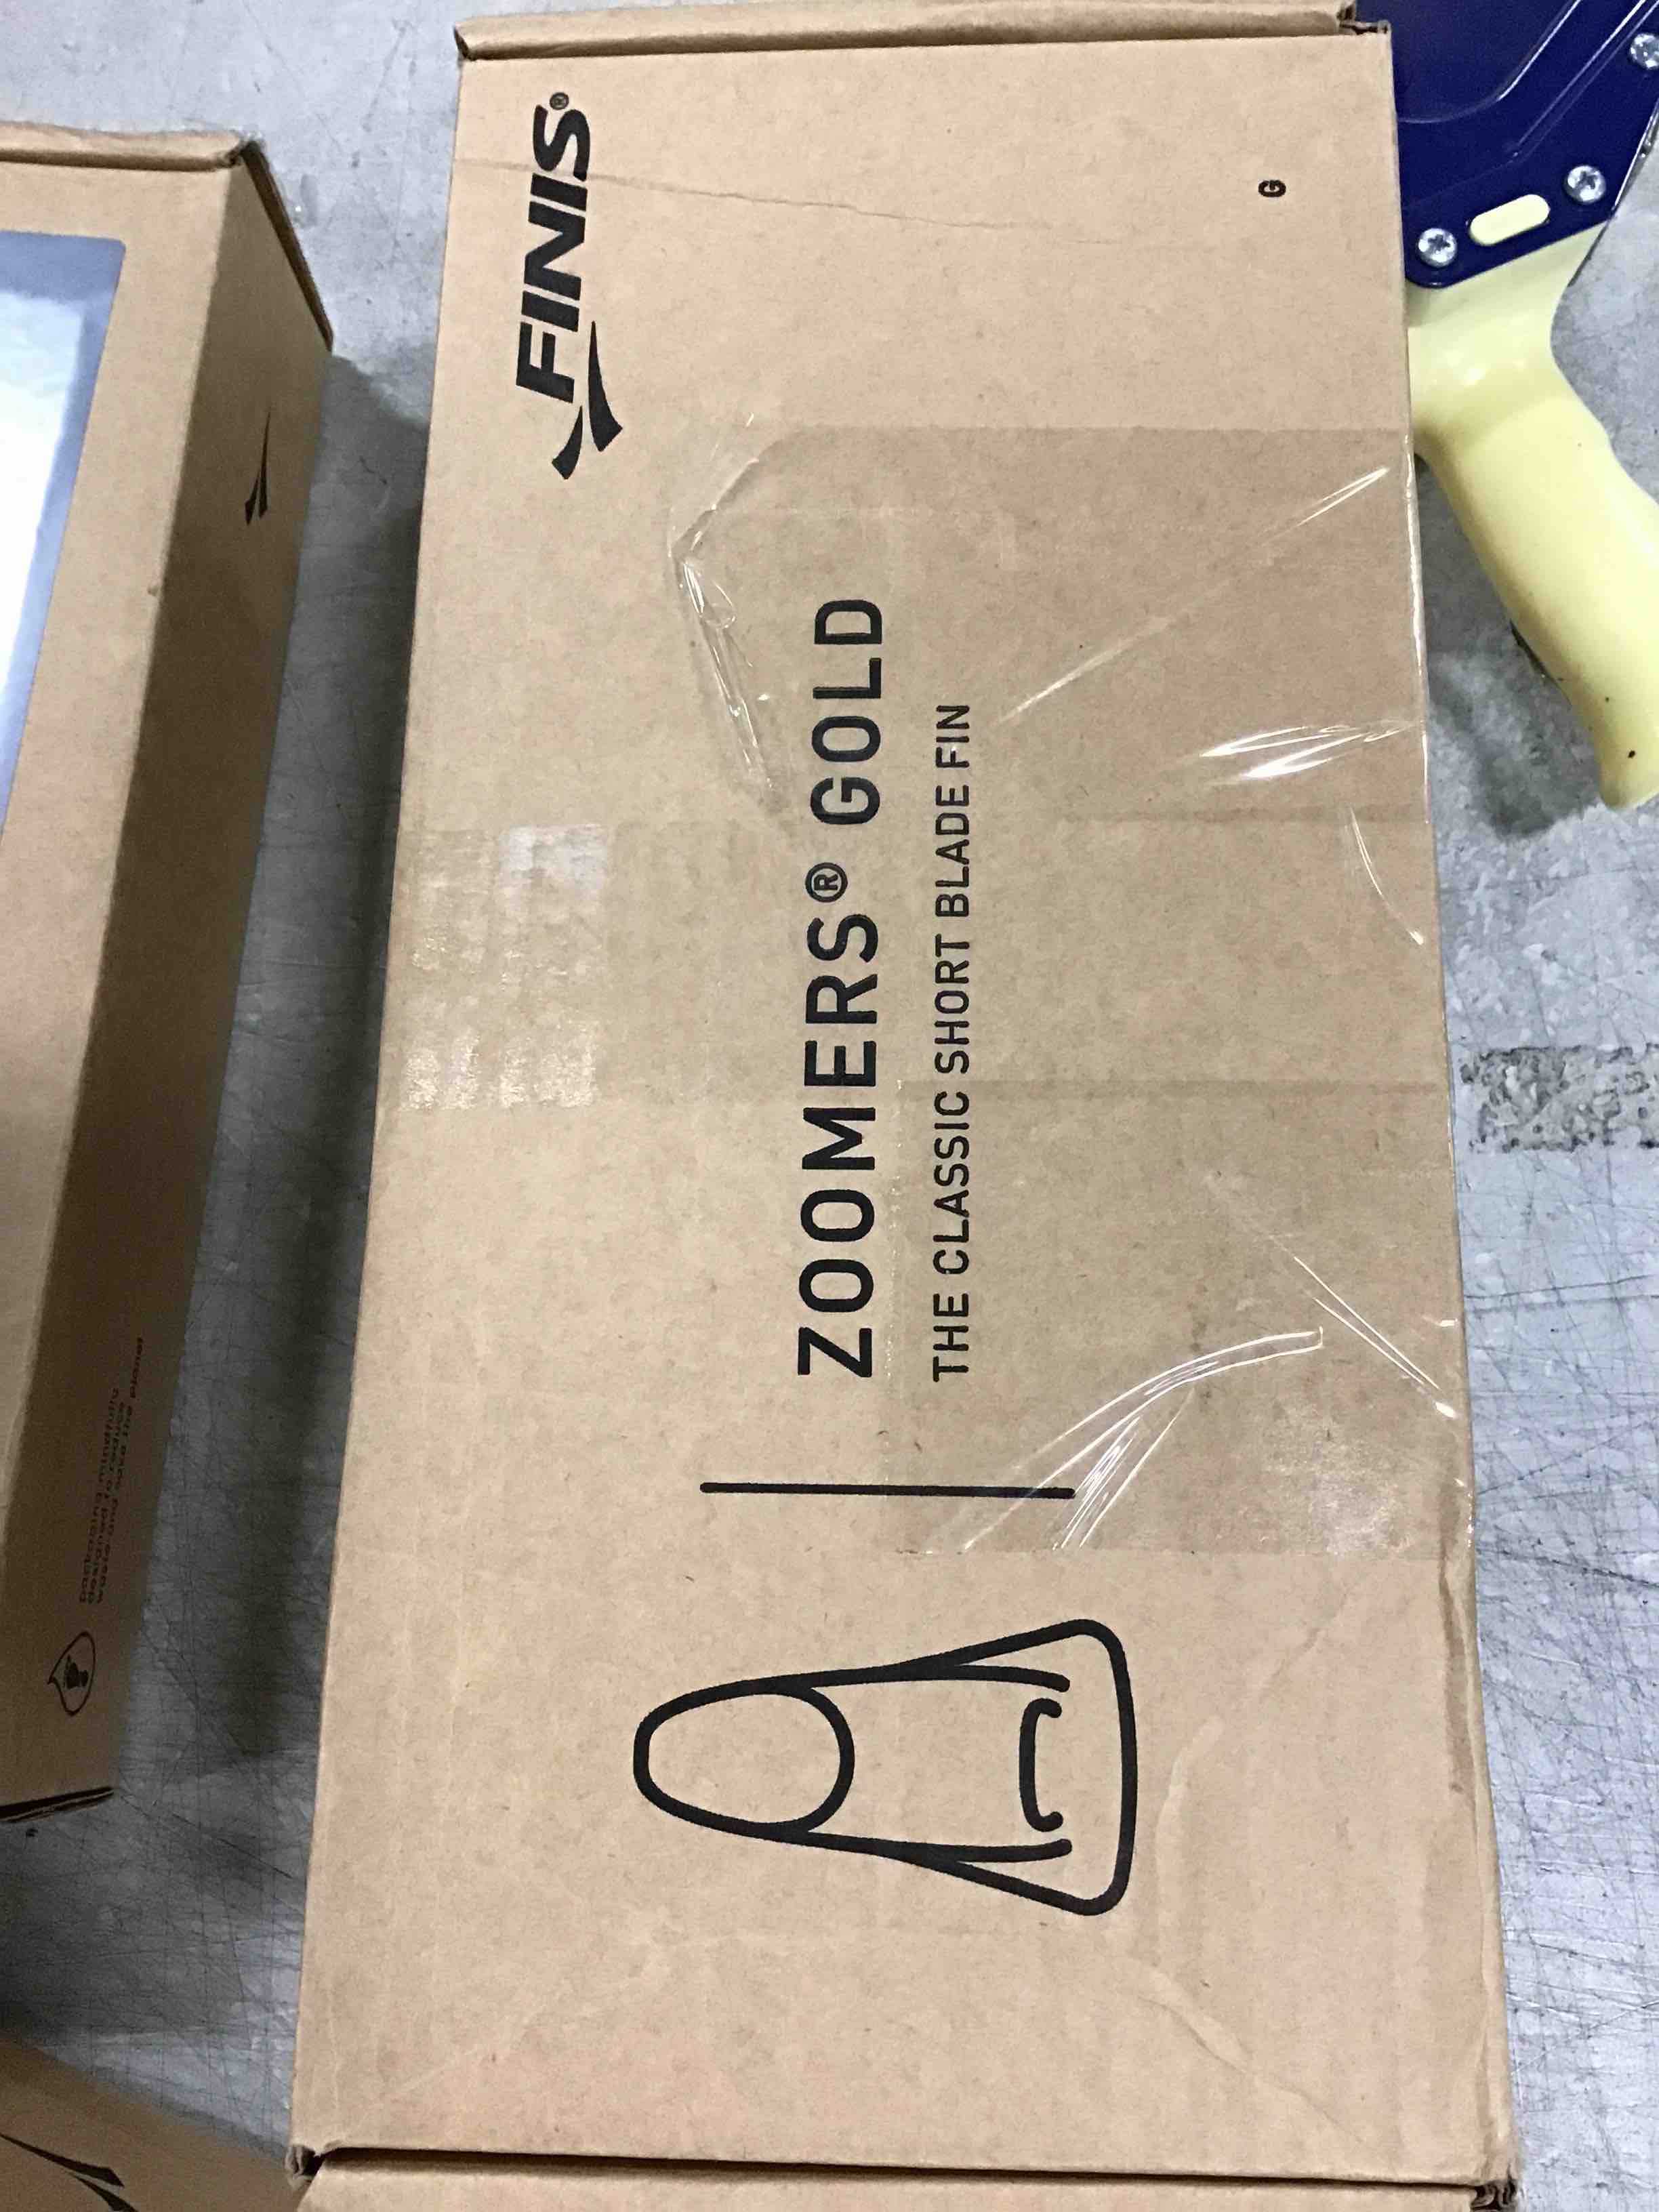 FINIS®
ZOOMERS® GOLD
THE CLASSIC SHORT BLADE FIN
G